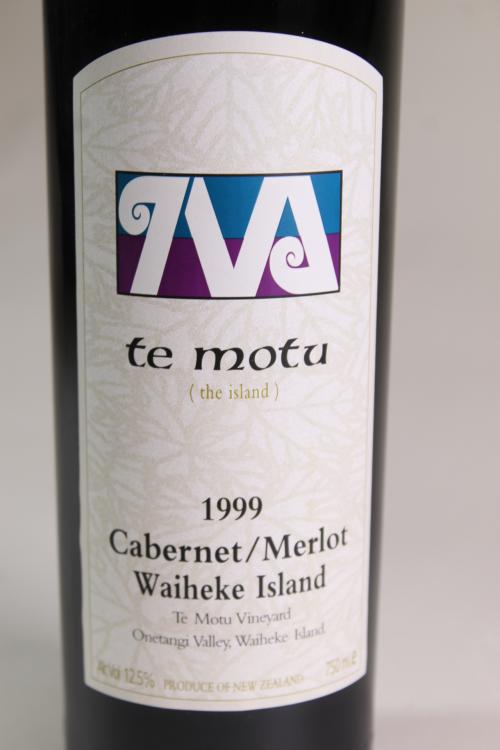 te motu
( the island )
1999
Cabernet/Merlot
Waiheke Island
Te Motu Vineyard
Onetangi Valley, Waiheke Island.
Alc Vol 12.5% PRODUCE OF NEW ZEALAND 750 ml e